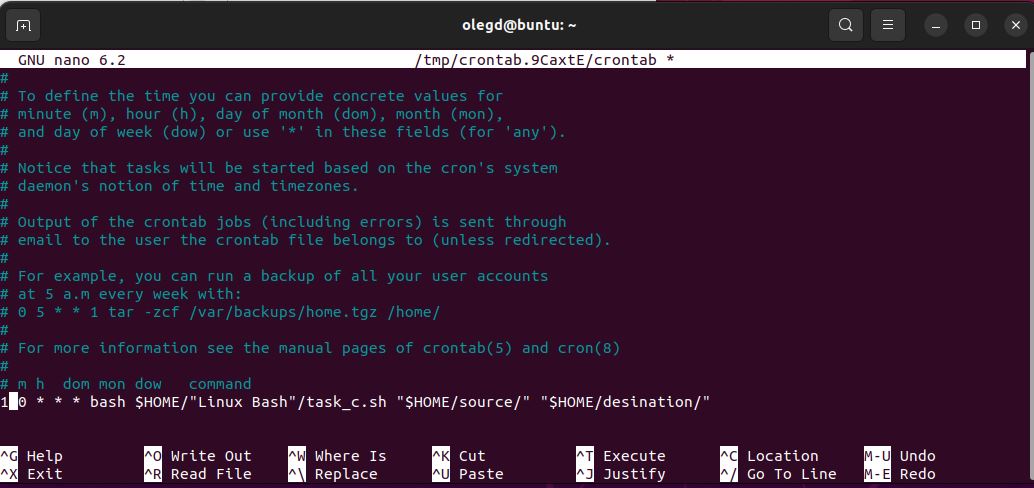 olegd@buntu: ~
GNU nano 6.2 /tmp/crontab.9CaxtE/crontab *
#
# To define the time you can provide concrete values for
# minute (m), hour (h), day of month (dom), month (mon),
# and day of week (dow) or use '*' in these fields (for 'any').
#
# Notice that tasks will be started based on the cron's system
# daemon's notion of time and timezones.
#
# Output of the crontab jobs (including errors) is sent through
# email to the user the crontab file belongs to (unless redirected).
#
# For example, you can run a backup of all your user accounts
# at 5 a.m every week with:
# 0 5 * * 1 tar -zcf /var/backups/home.tgz /home/
#
# For more information see the manual pages of crontab(5) and cron(8)
#
# m h  dom mon dow   command
1 0 * * * bash $HOME/"Linux Bash"/task_c.sh "$HOME/source/" "$HOME/desination/"
^G Help ^O Write Out ^W Where Is ^K Cut ^T Execute ^C Location M-U Undo
^X Exit ^R Read File ^\ Replace ^U Paste ^J Justify ^/ Go To Line M-E Redo